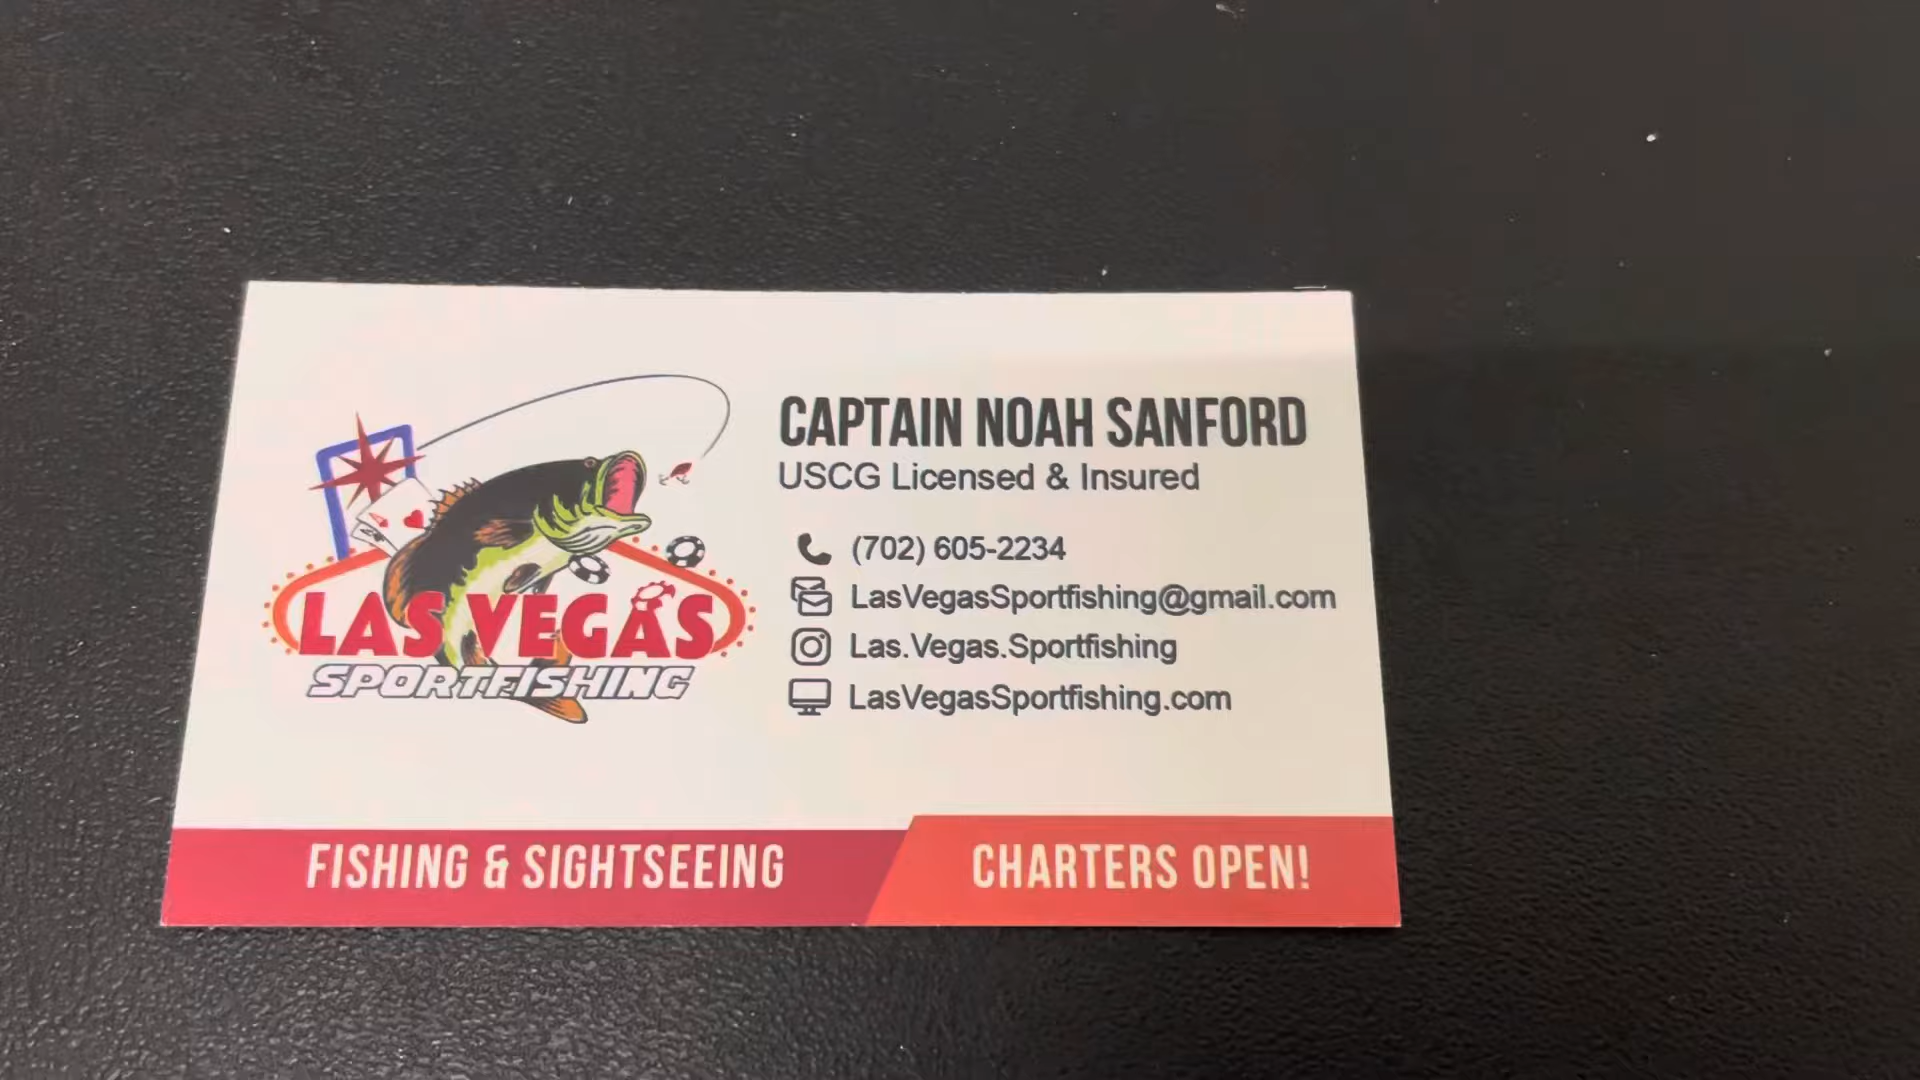 LAS VEGAS
SPORTFISHING
CAPTAIN NOAH SANFORD
USCG Licensed & Insured
(702) 605-2234
LasVegasSportfishing@gmail.com
Las.Vegas.Sportfishing
LasVegasSportfishing.com
FISHING & SIGHTSEEING
CHARTERS OPEN!